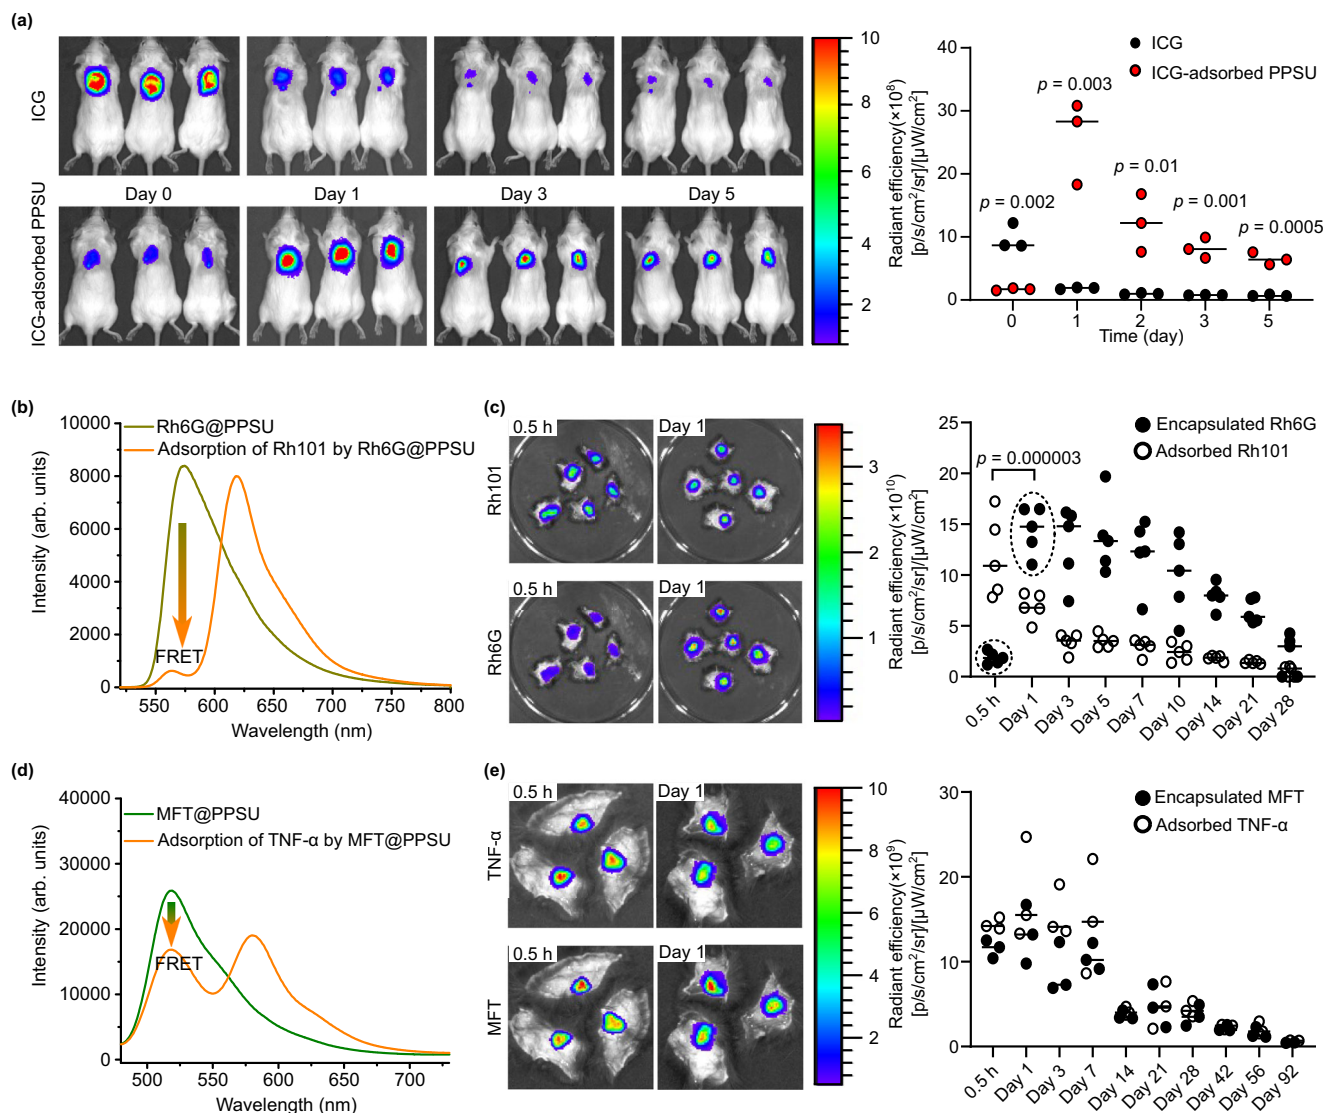 (a)
ICG
ICG-adsorbed PPSU
Day 0
Day 1
Day 3
Day 5
10
8
6
4
2
Radiant efficiency(×10⁸)
[p/s/cm²/sr]/[µW/cm²]
40
30
20
10
0
ICG
ICG-adsorbed PPSU
p = 0.002
p = 0.003
p = 0.01
p = 0.001
p = 0.0005
0
1
2
3
5
Time (day)
(b)
Intensity (arb. units)
10000
8000
6000
4000
2000
0
Rh6G@PPSU
Adsorption of Rh101 by Rh6G@PPSU
FRET
550
600
650
700
750
800
Wavelength (nm)
(c)
Rh101
Rh6G
0.5 h
Day 1
0.5 h
Day 1
3
2
1
Radiant efficiency(×10¹⁰)
[p/s/cm²/sr]/[µW/cm²]
25
20
15
10
5
0
Encapsulated Rh6G
Adsorbed Rh101
p = 0.000003
0.5 h
Day 1
Day 3
Day 5
Day 7
Day 10
Day 14
Day 21
Day 28
(d)
Intensity (arb. units)
40000
30000
20000
10000
0
MFT@PPSU
Adsorption of TNF-α by MFT@PPSU
FRET
500
550
600
650
700
Wavelength (nm)
(e)
TNF-α
MFT
0.5 h
Day 1
0.5 h
Day 1
10
8
6
4
2
Radiant efficiency(×10⁹)
[p/s/cm²/sr]/[µW/cm²]
30
20
10
0
Encapsulated MFT
Adsorbed TNF-α
0.5 h
Day 1
Day 3
Day 7
Day 14
Day 21
Day 28
Day 42
Day 56
Day 92